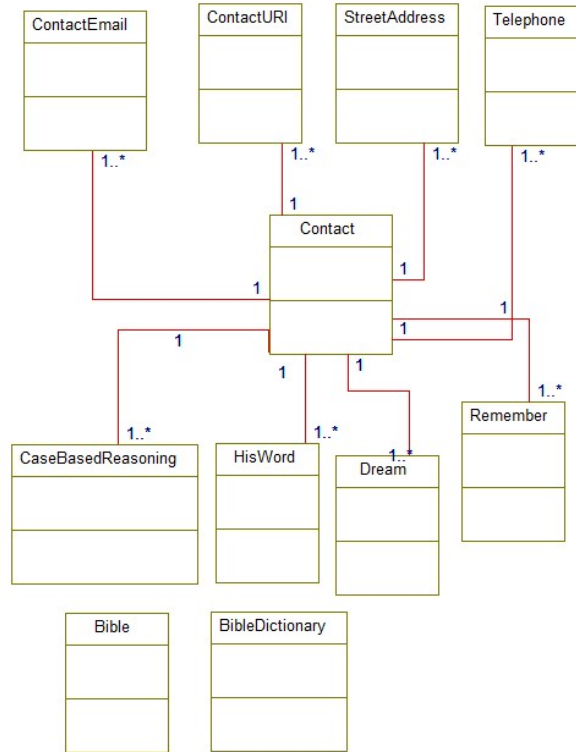 ContactEmail
ContactURI
StreetAddress
Telephone
1..*
1..*
1..*
1..*
1
Contact
1
1
1
1
1
1
1
1..*
1..*
1..*
1..*
CaseBasedReasoning
HisWord
Dream
Remember
Bible
BibleDictionary